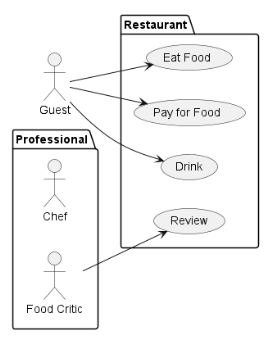 Restaurant
Eat Food
Guest
Pay for Food
Professional
Drink
Chef
Review
Food Critic